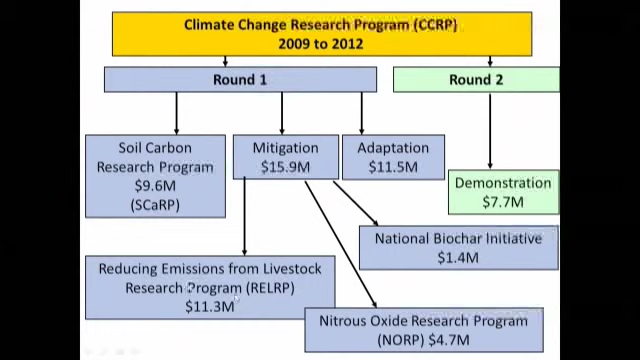 Climate Change Research Program (CCRP)
2009 to 2012
Round 1
Round 2
Soil Carbon
Research Program
$9.6M
(SCaRP)
Mitigation
$15.9M
Adaptation
$11.5M
Demonstration
$7.7M
National Biochar Initiative
$1.4M
Reducing Emissions from Livestock
Research Program (RELRP)
$11.3M
Nitrous Oxide Research Program
(NORP) $4.7M